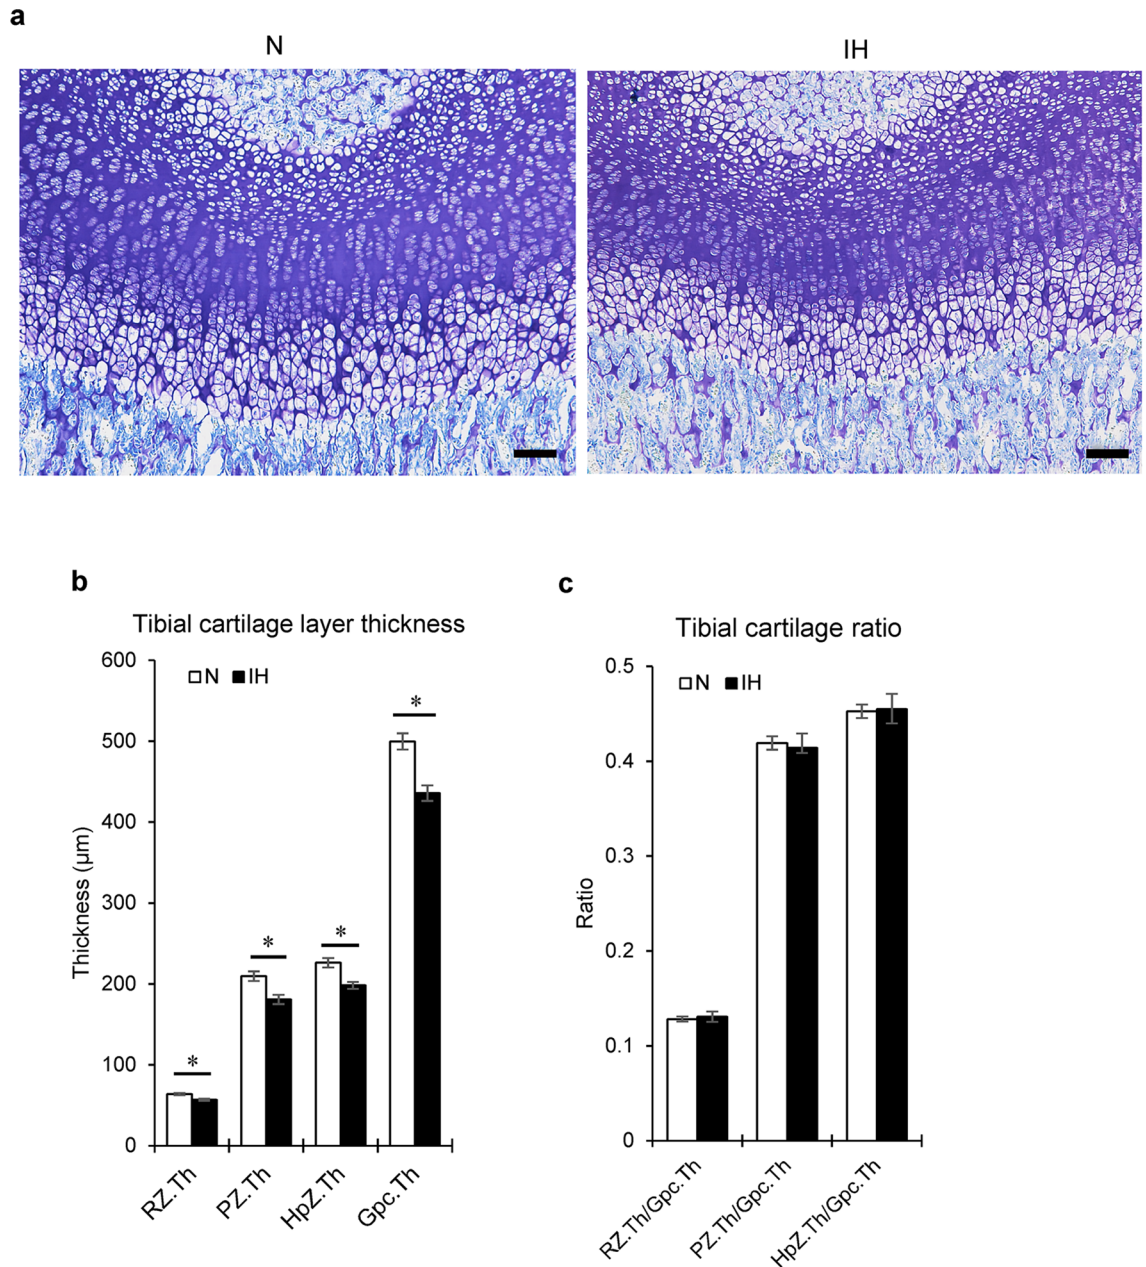 a
N
IH
b
c
Tibial cartilage layer thickness
Tibial cartilage ratio
600
500
400
300
200
100
0
Thickness (μm)
N IH
*
*
*
*
RZ.Th
PZ.Th
HpZ.Th
Gpc.Th
0.5
0.4
0.3
0.2
0.1
0
Ratio
N IH
RZ.Th/Gpc.Th
PZ.Th/Gpc.Th
HpZ.Th/Gpc.Th